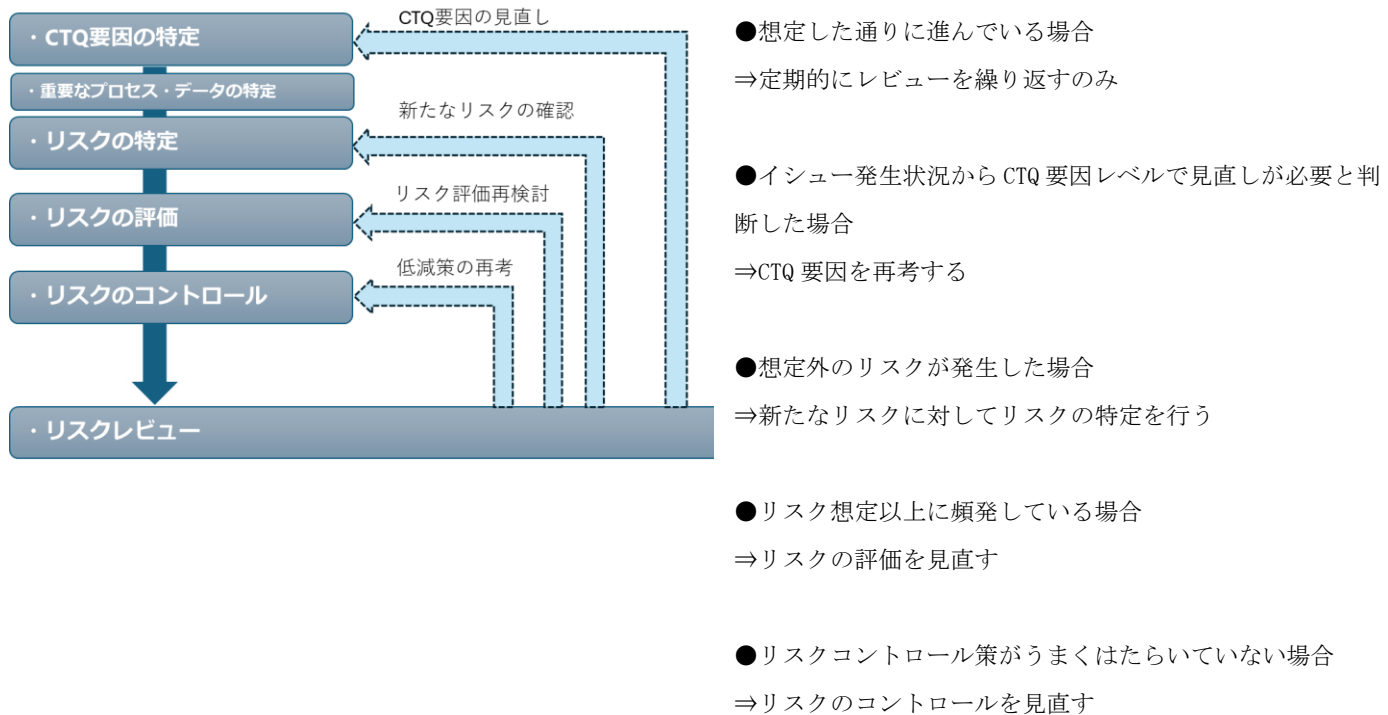 ・CTQ要因の特定
・重要なプロセス・データの特定
・リスクの特定
・リスクの評価
・リスクのコントロール
・リスクレビュー
CTQ要因の見直し
新たなリスクの確認
リスク評価再検討
低減策の再考
●想定した通りに進んでいる場合
⇒定期的にレビューを繰り返すのみ
●イシュー発生状況から CTQ 要因レベルで見直しが必要と判
断した場合
⇒CTQ 要因を再考する
●想定外のリスクが発生した場合
⇒新たなリスクに対してリスクの特定を行う
●リスク想定以上に頻発している場合
⇒リスクの評価を見直す
●リスクコントロール策がうまくはたらいていない場合
⇒リスクのコントロールを見直す